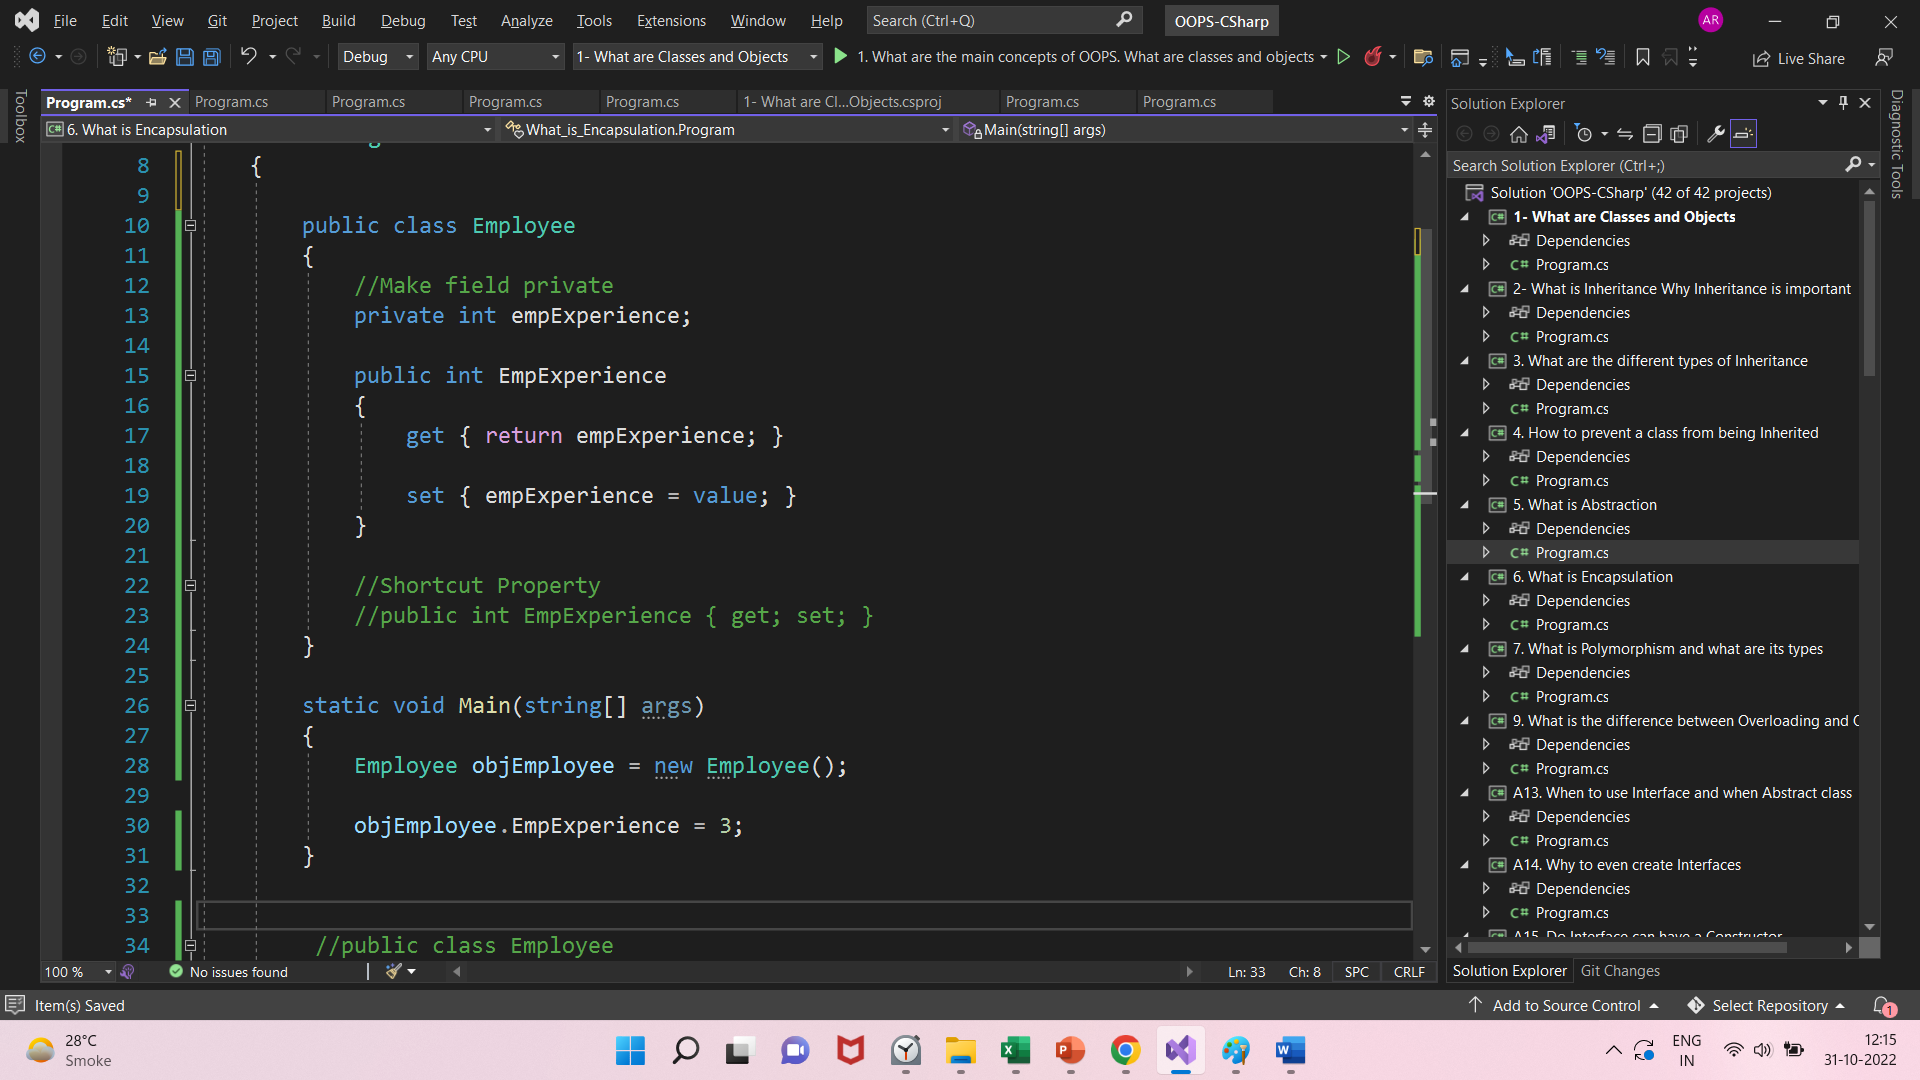 File Edit View Git Project Build Debug Test Analyze Tools Extensions Window Help Search (Ctrl+Q) OOPS-CSharp AR
Debug Any CPU 1- What are Classes and Objects 1. What are the main concepts of OOPS. What are classes and objects Live Share
Toolbox
Program.cs* Program.cs Program.cs Program.cs Program.cs 1- What are Cl...Objects.csproj Program.cs Program.cs
6. What is Encapsulation What_is_Encapsulation.Program Main(string[] args)
8 {
9
10 public class Employee
11 {
12 //Make field private
13 private int empExperience;
14
15 public int EmpExperience
16 {
17 get { return empExperience; }
18
19 set { empExperience = value; }
20 }
21
22 //Shortcut Property
23 //public int EmpExperience { get; set; }
24 }
25
26 static void Main(string[] args)
27 {
28 Employee objEmployee = new Employee();
29
30 objEmployee.EmpExperience = 3;
31 }
32
33
34 //public class Employee
100 % No issues found Ln: 33 Ch: 8 SPC CRLF
Solution Explorer
Search Solution Explorer (Ctrl+;)
Solution 'OOPS-CSharp' (42 of 42 projects)
1- What are Classes and Objects
Dependencies
C# Program.cs
2- What is Inheritance Why Inheritance is important
Dependencies
C# Program.cs
3. What are the different types of Inheritance
Dependencies
C# Program.cs
4. How to prevent a class from being Inherited
Dependencies
C# Program.cs
5. What is Abstraction
Dependencies
C# Program.cs
6. What is Encapsulation
Dependencies
C# Program.cs
7. What is Polymorphism and what are its types
Dependencies
C# Program.cs
9. What is the difference between Overloading and
Dependencies
C# Program.cs
A13. When to use Interface and when Abstract class
Dependencies
C# Program.cs
A14. Why to even create Interfaces
Dependencies
C# Program.cs
A15. Do Interface can have a Constructor
Solution Explorer Git Changes
Diagnostic Tools
Item(s) Saved Add to Source Control Select Repository 1
28°C
Smoke
ENG
IN
12:15
31-10-2022